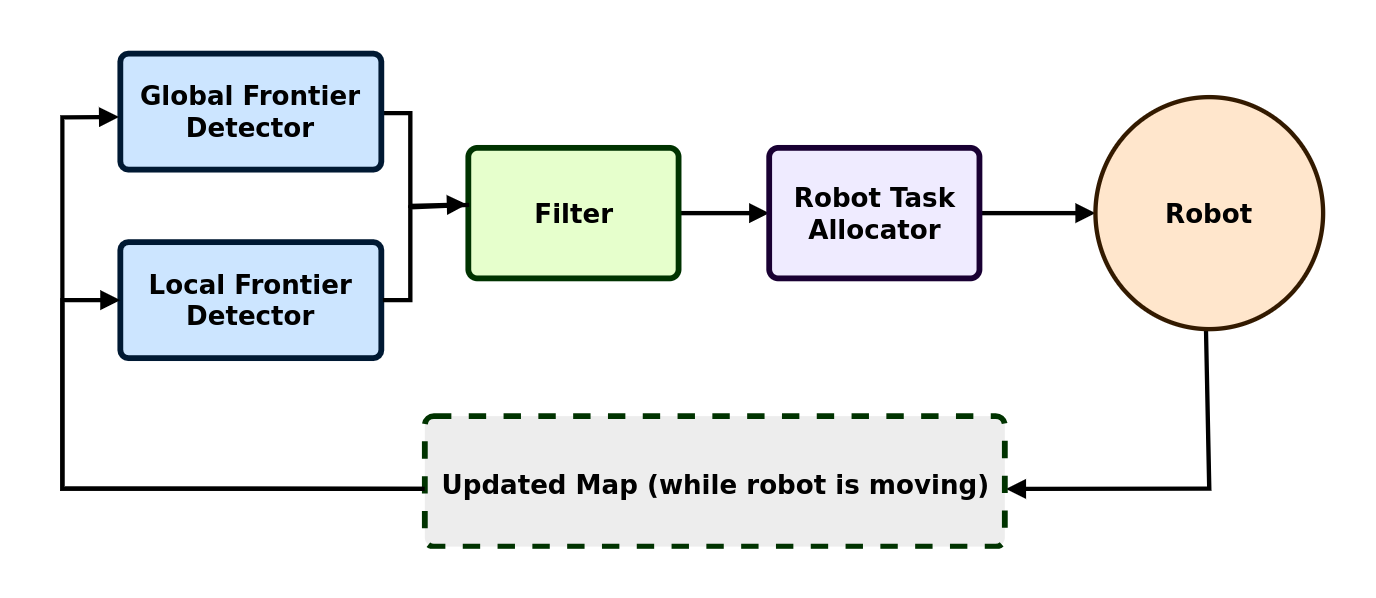 Global Frontier
Detector
Local Frontier
Detector
Filter
Robot Task
Allocator
Robot
Updated Map (while robot is moving)